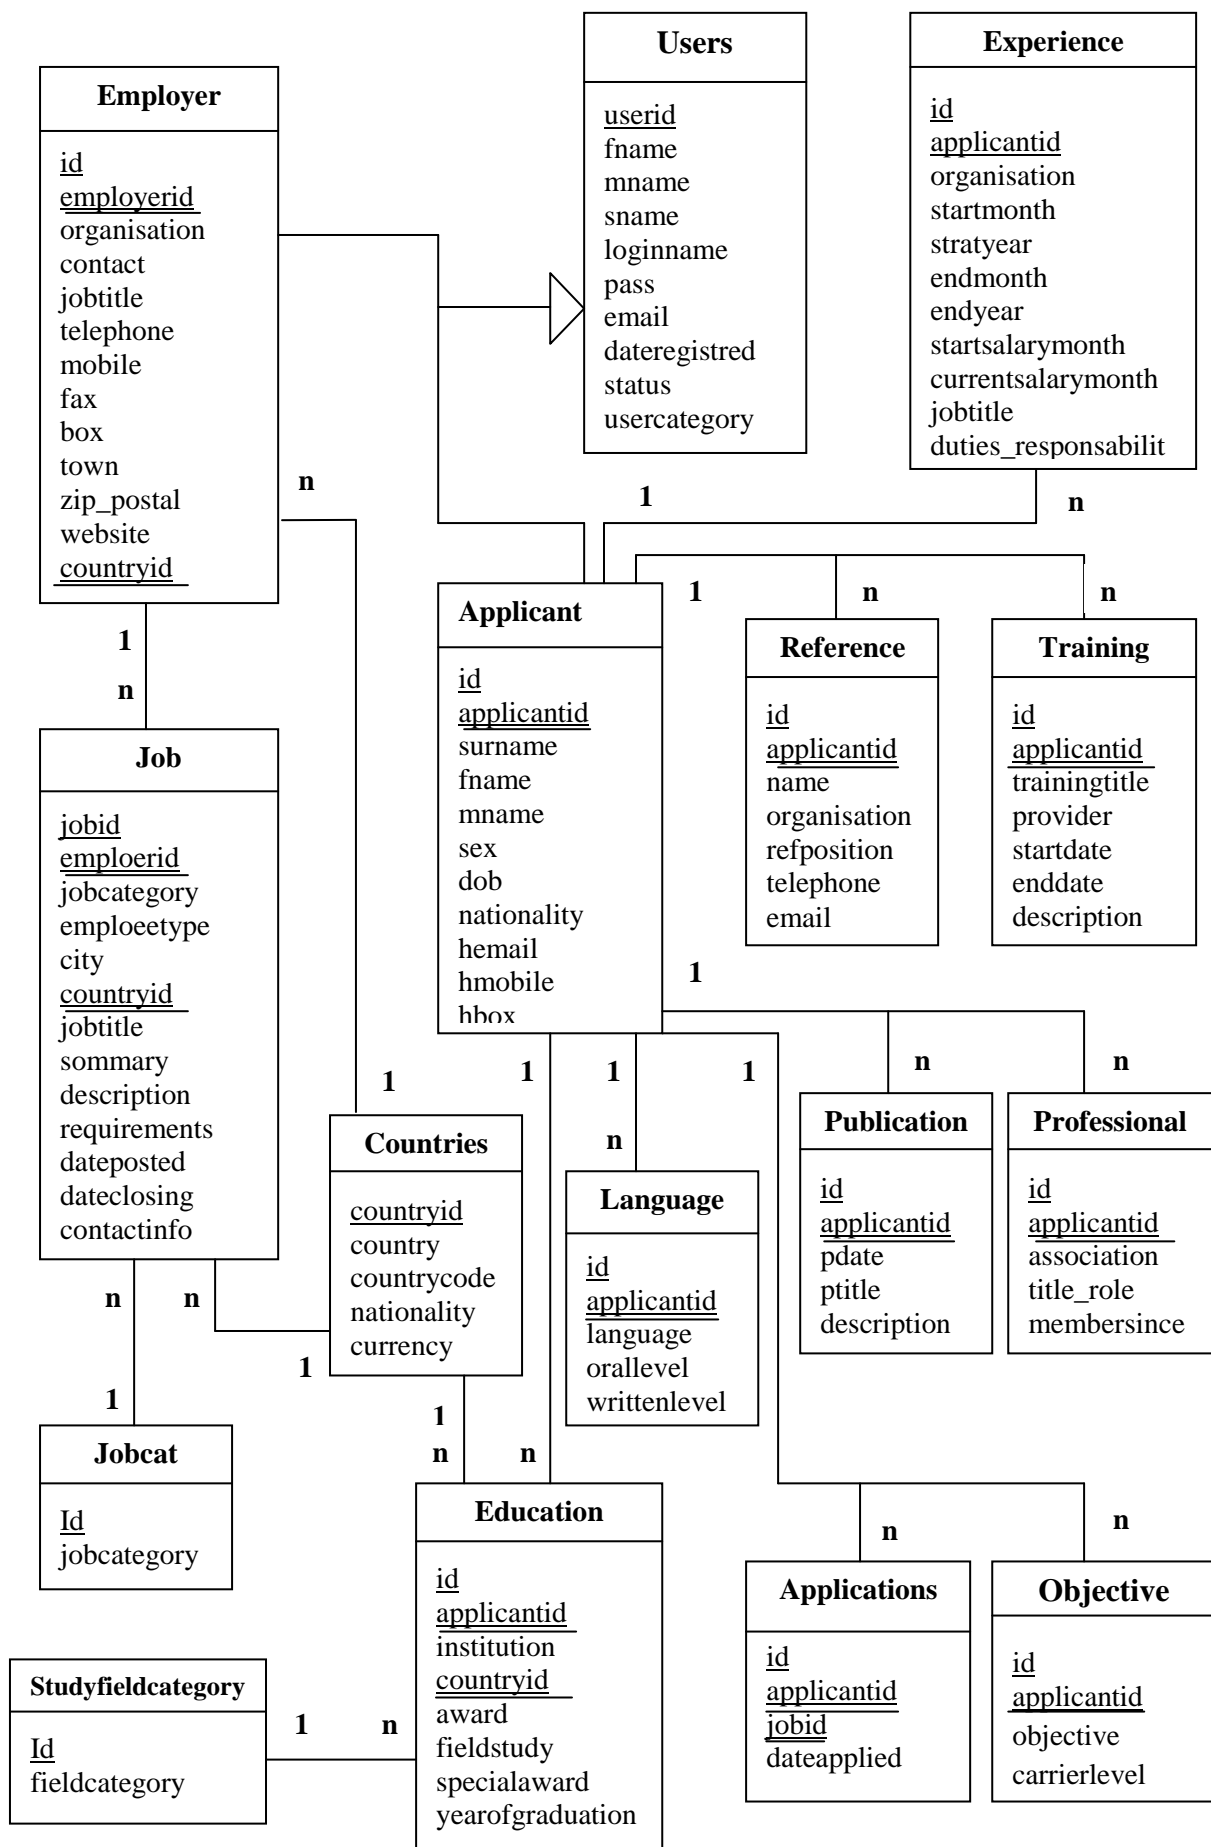 Users
userid
fname
mname
sname
loginname
pass
email
dateregistred
status
usercategory
Experience
id
applicantid
organisation
startmonth
stratyear
endmonth
endyear
startsalarymonth
currentsalarymonth
jobtitle
duties_responsabilit
Employer
id
employerid
organisation
contact
jobtitle
telephone
mobile
fax
box
town
zip_postal
website
countryid
n
1
n
1
n
n
1
n
Applicant
id
applicantid
surname
fname
mname
sex
dob
nationality
hemail
hmobile
hbox
Reference
id
applicantid
name
organisation
refposition
telephone
email
Training
id
applicantid
trainingtitle
provider
startdate
enddate
description
Job
jobid
emploerid
jobcategory
emploeetype
city
countryid
jobtitle
sommary
description
requirements
dateposted
dateclosing
contactinfo
1
1
1
1
1
n
n
n
Countries
countryid
country
countrycode
nationality
currency
Language
id
applicantid
language
orallevel
writtenlevel
Publication
id
applicantid
pdate
ptitle
description
Professional
id
applicantid
association
title_role
membersince
n
n
1
1
1
n
n
n
n
Jobcat
Id
jobcategory
Education
id
applicantid
institution
countryid
award
fieldstudy
specialaward
yearofgraduation
Applications
id
applicantid
jobid
dateapplied
Objective
id
applicantid
objective
carrierlevel
Studyfieldcategory
Id
fieldcategory
1
n